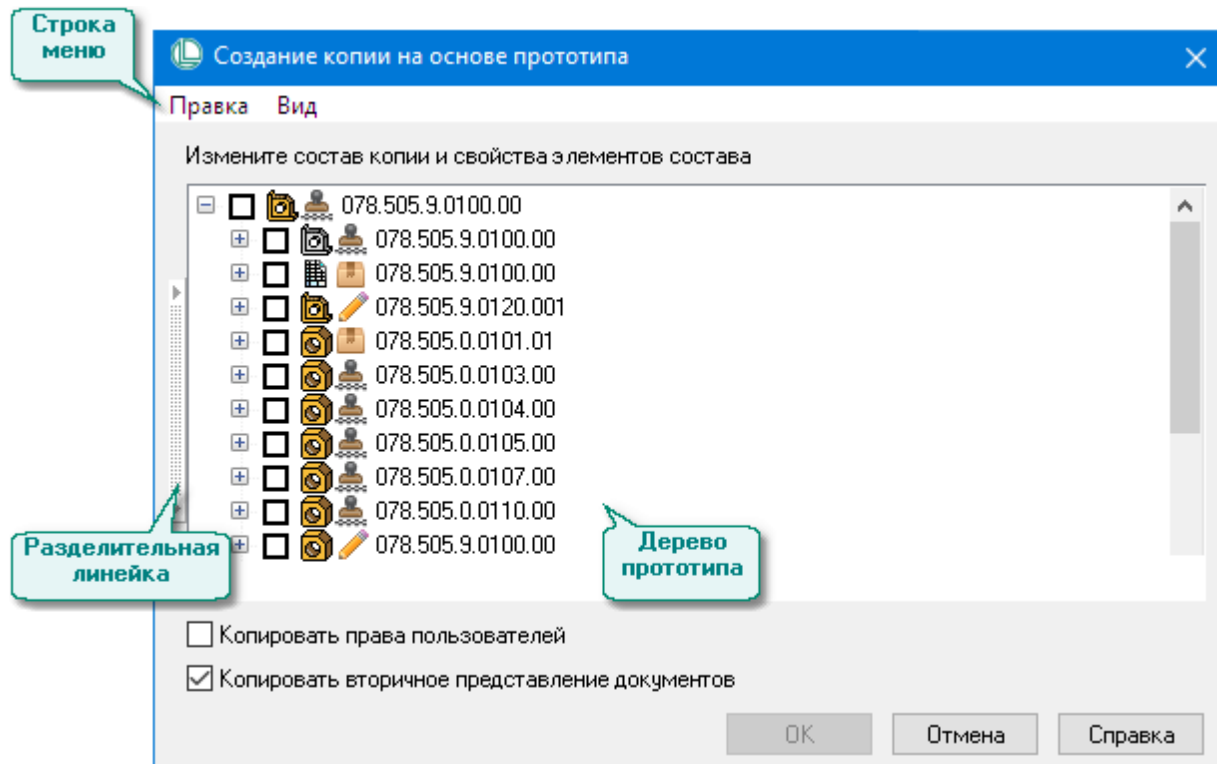 Строка
меню
Создание копии на основе прототипа
Правка Вид
Измените состав копии и свойства элементов состава
078.505.9.0100.00
078.505.9.0100.00
078.505.9.0100.00
078.505.9.0120.001
078.505.0.0101.01
078.505.0.0103.00
078.505.0.0104.00
078.505.0.0105.00
078.505.0.0107.00
078.505.0.0110.00
078.505.9.0100.00
Разделительная
линейка
Дерево
прототипа
Копировать права пользователей
Копировать вторичное представление документов
OK Отмена Справка